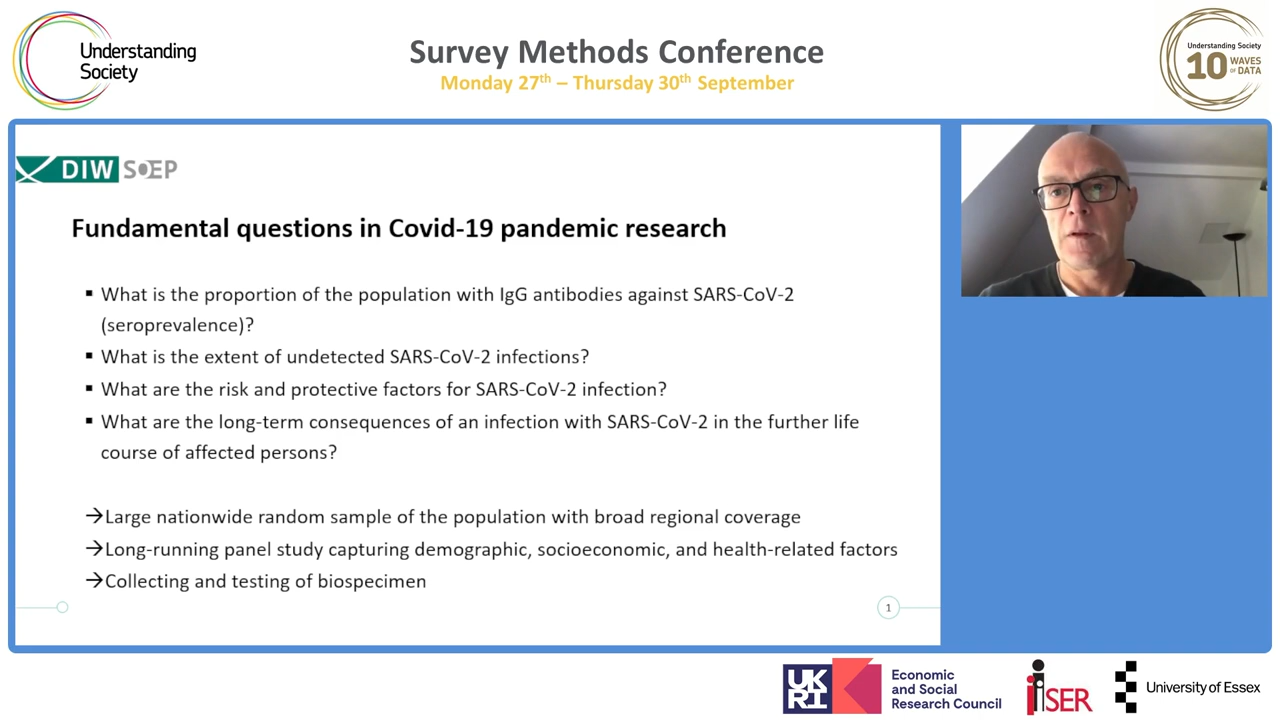 Understanding
Society
Survey Methods Conference
Monday 27th – Thursday 30th September
Understanding Society
10 WAVES
OF DATA
DIW SOEP
Fundamental questions in Covid-19 pandemic research
▪ What is the proportion of the population with IgG antibodies against SARS-CoV-2
(seroprevalence)?
▪ What is the extent of undetected SARS-CoV-2 infections?
▪ What are the risk and protective factors for SARS-CoV-2 infection?
▪ What are the long-term consequences of an infection with SARS-CoV-2 in the further life
course of affected persons?
→Large nationwide random sample of the population with broad regional coverage
→Long-running panel study capturing demographic, socioeconomic, and health-related factors
→Collecting and testing of biospecimen
1
UK
RI
Economic
and Social
Research Council
iSER
University of Essex